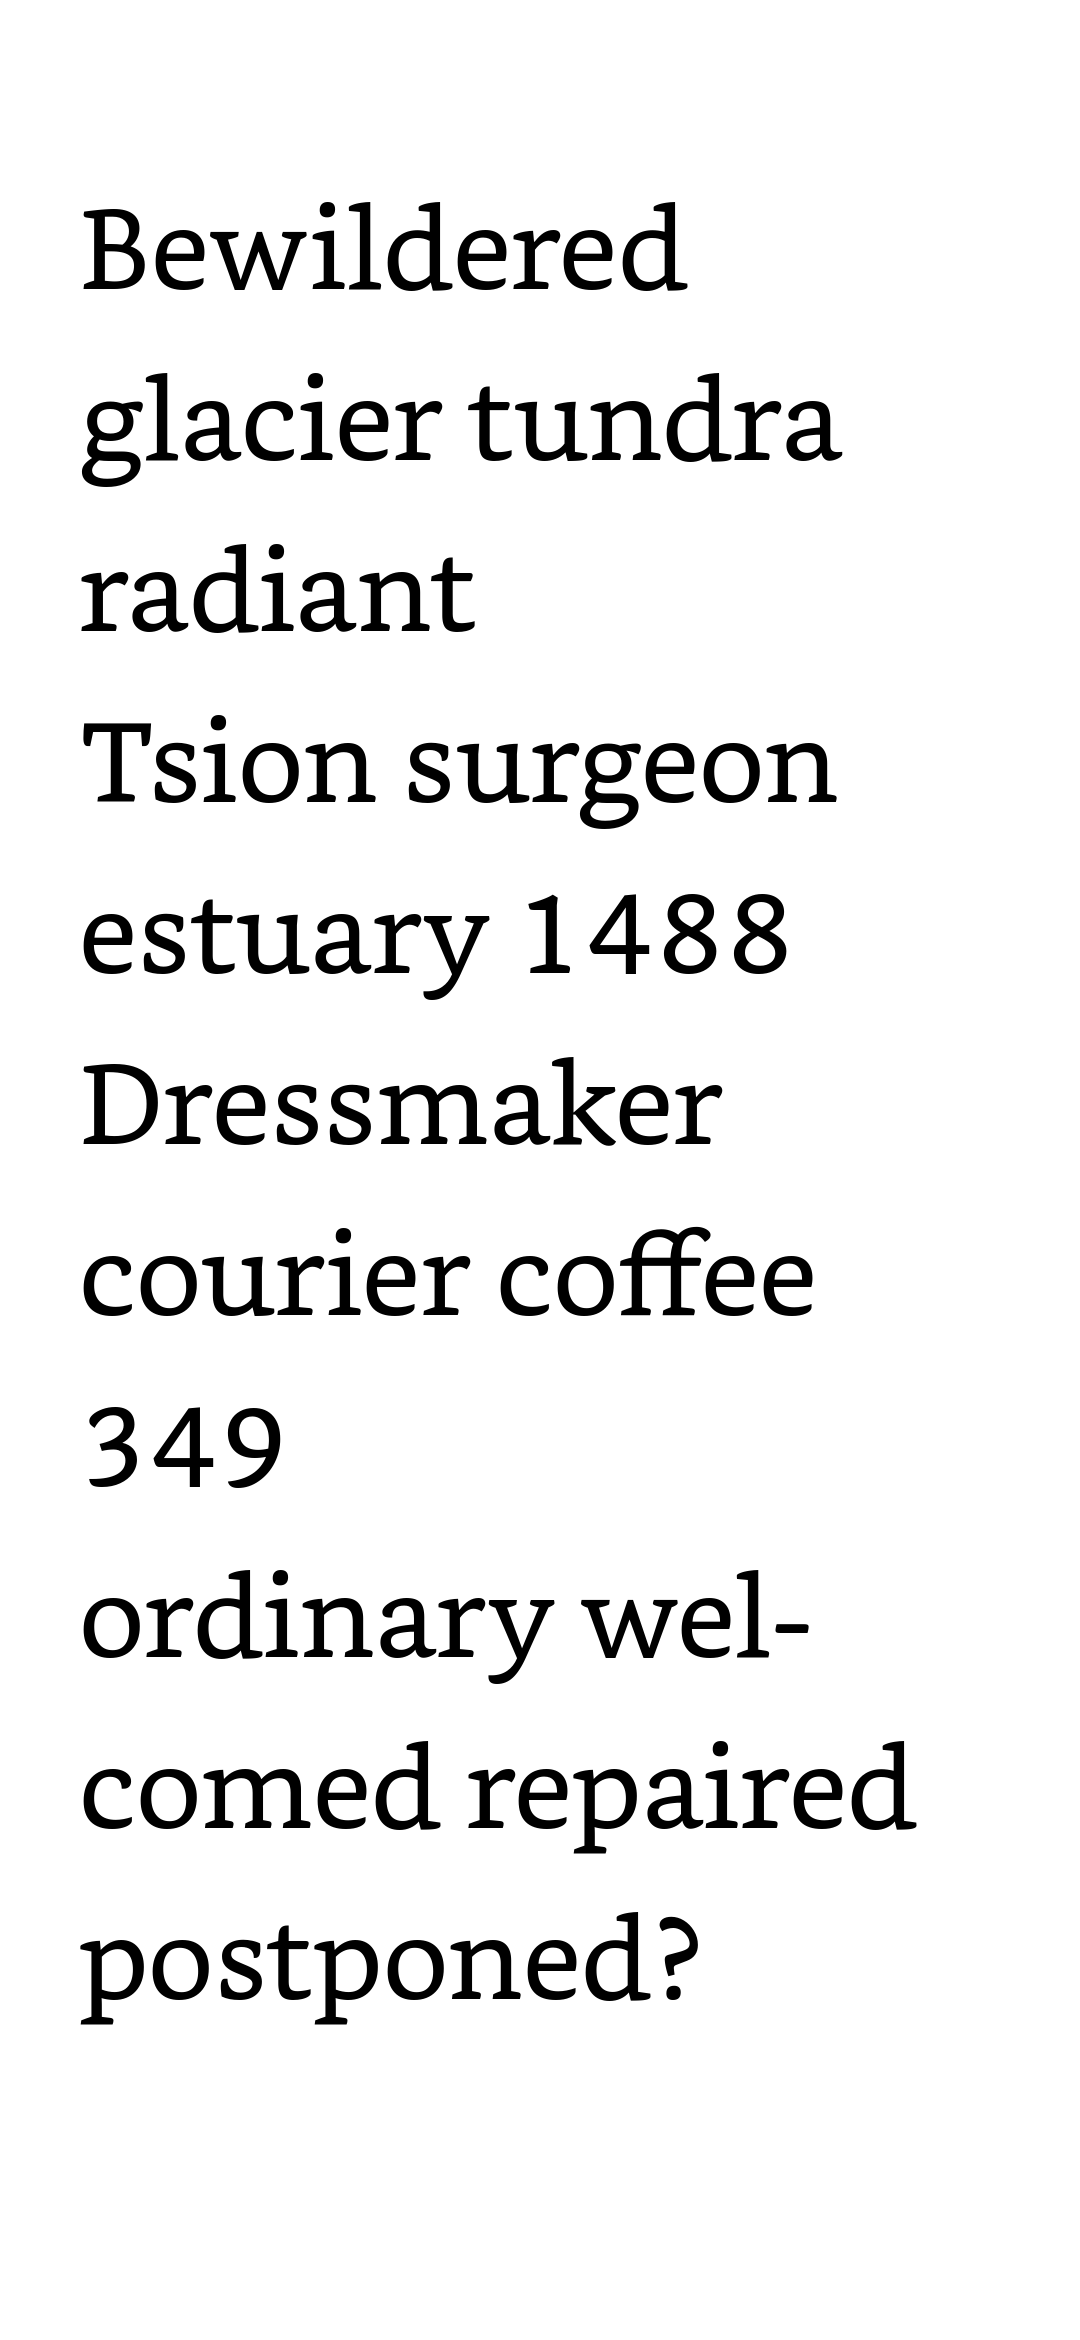 Bewildered
glacier tundra
radiant
Tsion surgeon
estuary 1488
Dressmaker
courier coffee
349
ordinary wel-
comed repaired
postponed?